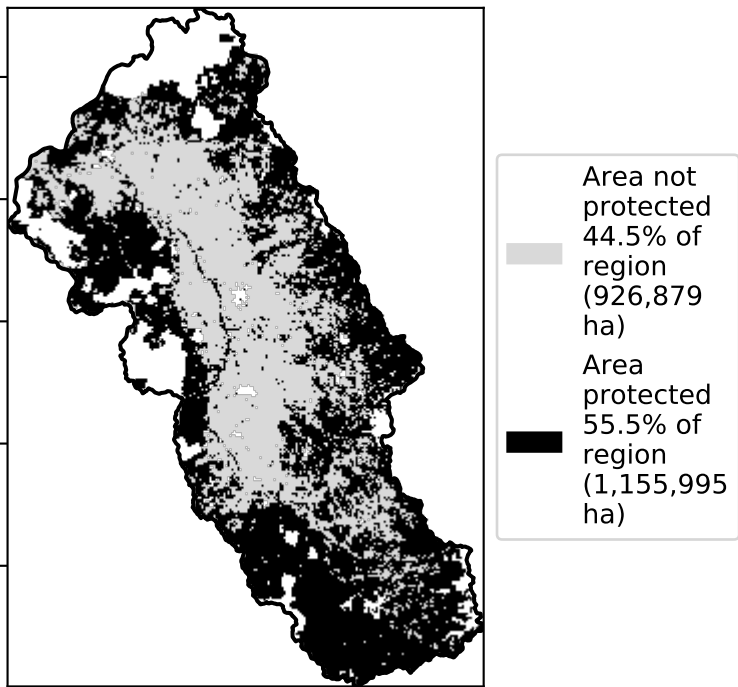 Area not
protected
44.5% of
region
(926,879
ha)
Area
protected
55.5% of
region
(1,155,995
ha)